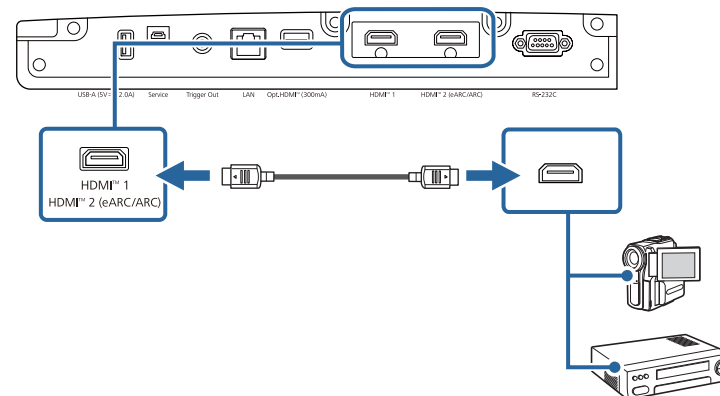 USB-A (5V⎓2.0A) Service Trigger Out LAN Opt.HDMI™ (300mA) HDMI™ 1 HDMI™ 2 (eARC/ARC) RS-232C
HDMI™ 1
HDMI™ 2 (eARC/ARC)